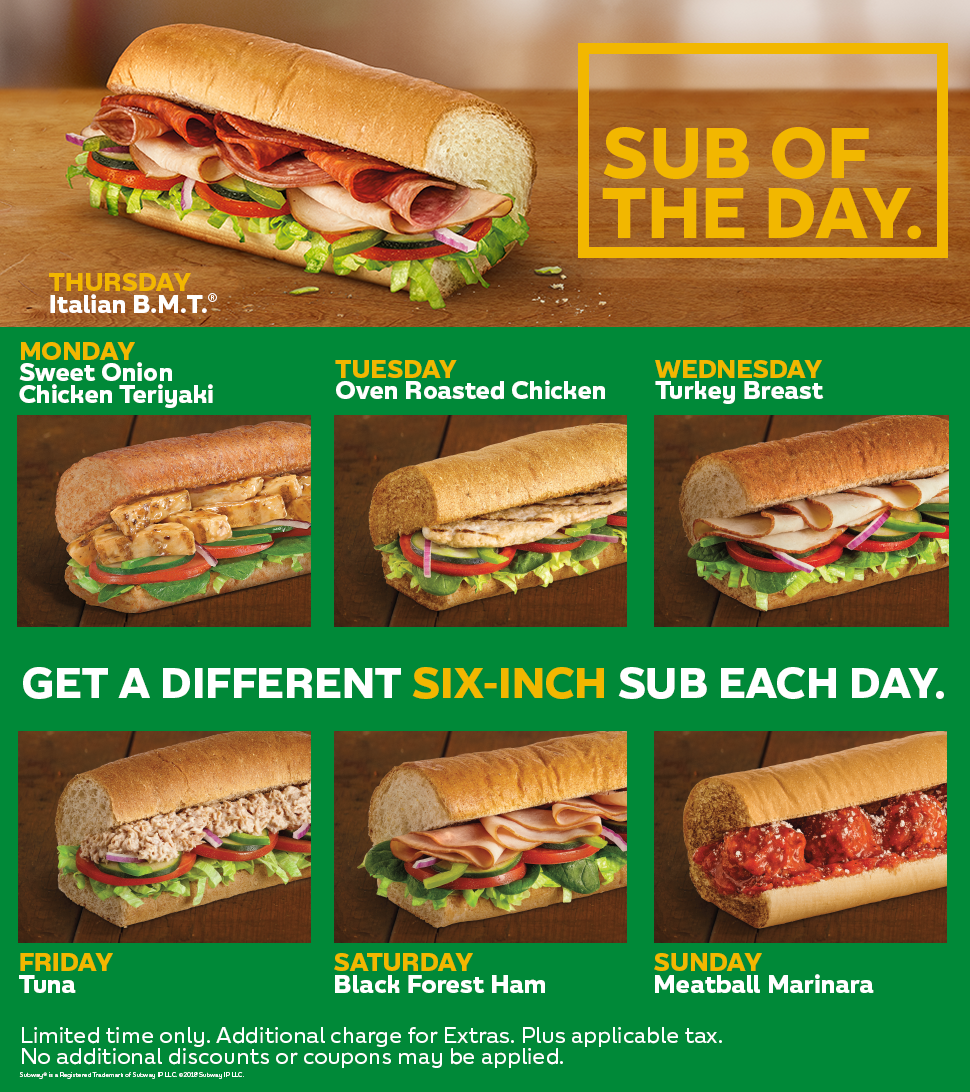 SUB OF
THE DAY.
THURSDAY
Italian B.M.T.®
MONDAY
Sweet Onion
Chicken Teriyaki
TUESDAY
Oven Roasted Chicken
WEDNESDAY
Turkey Breast
GET A DIFFERENT SIX-INCH SUB EACH DAY.
FRIDAY
Tuna
SATURDAY
Black Forest Ham
SUNDAY
Meatball Marinara
Limited time only. Additional charge for Extras. Plus applicable tax.
No additional discounts or coupons may be applied.
Subway® is a Registered Trademark of Subway IP LLC. ©2018 Subway IP LLC.